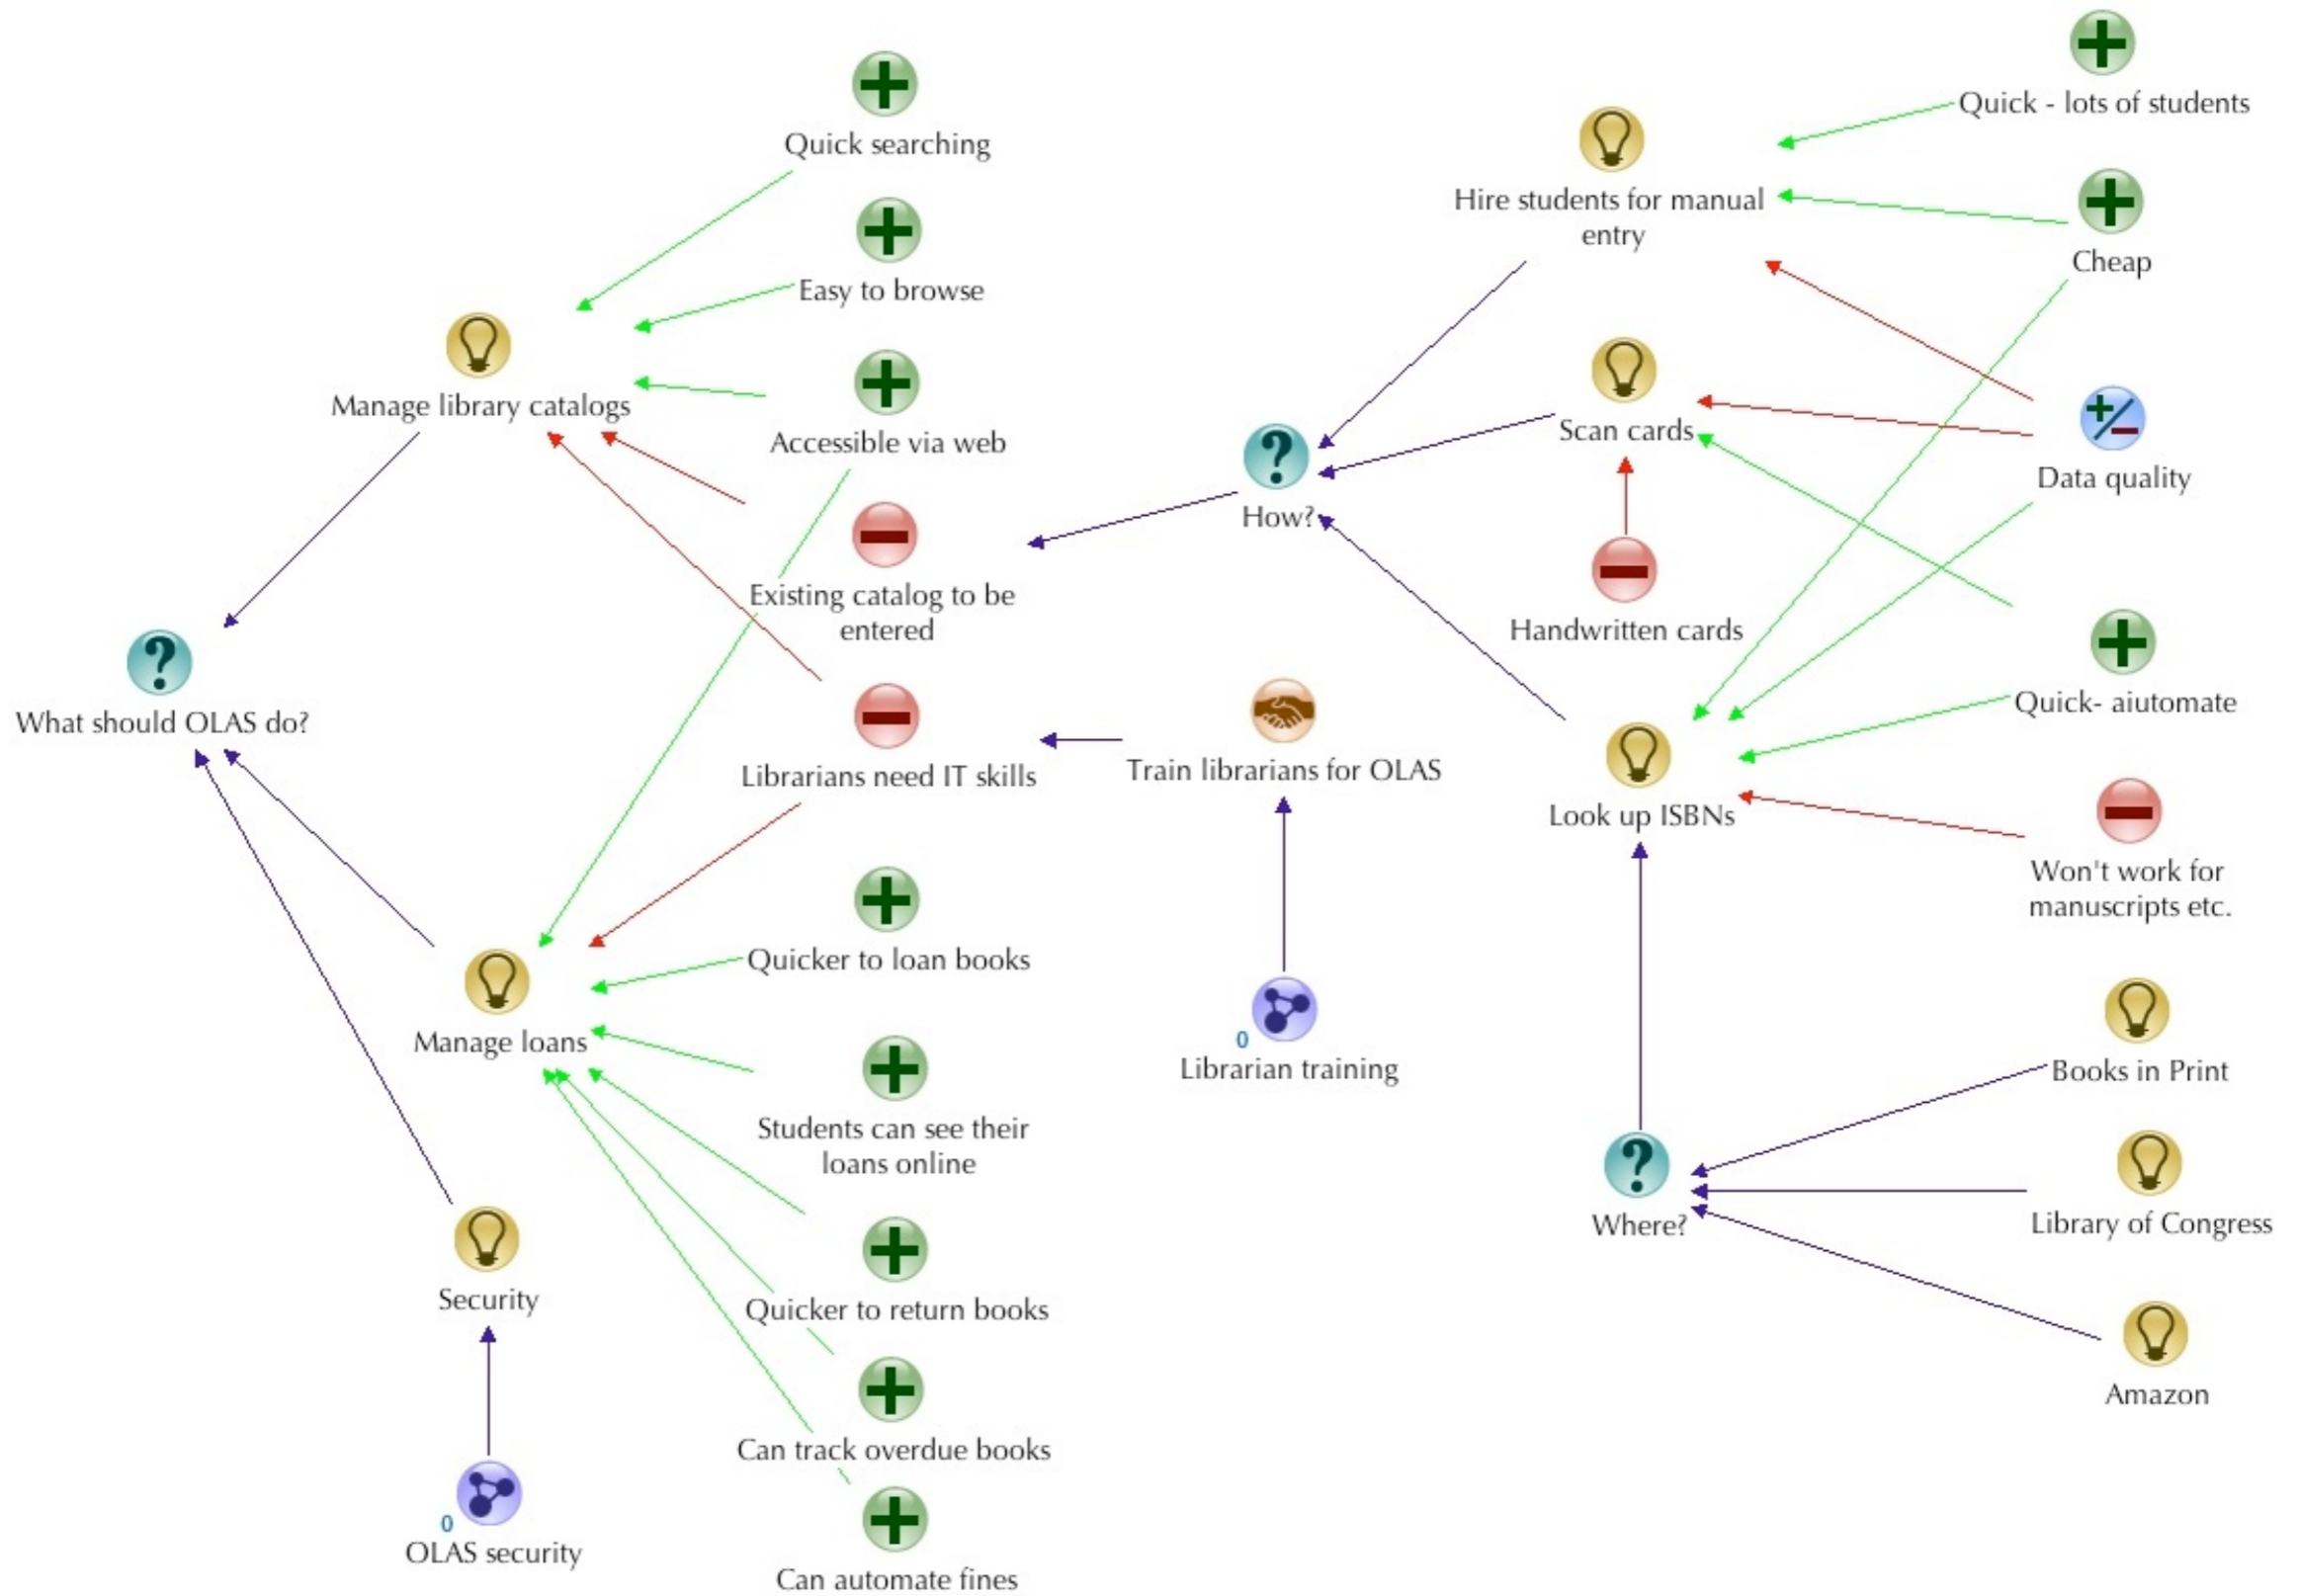 Quick searching
Easy to browse
Manage library catalogs
Accessible via web
Existing catalog to be
entered
What should OLAS do?
Librarians need IT skills
Quicker to loan books
Manage loans
Students can see their
loans online
Security
Quicker to return books
Can track overdue books
0
OLAS security
Can automate fines
How?
Train librarians for OLAS
0
Librarian training
Quick - lots of students
Hire students for manual
entry
Cheap
Scan cards
Data quality
Handwritten cards
Quick- aiutomate
Look up ISBNs
Won't work for
manuscripts etc.
Books in Print
Where?
Library of Congress
Amazon